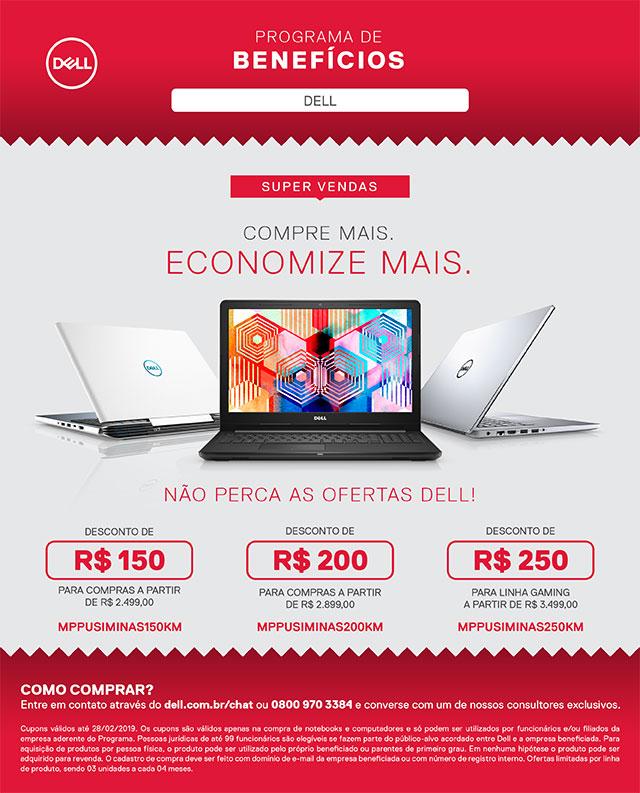 DELL
PROGRAMA DE
BENEFÍCIOS
DELL
SUPER VENDAS
COMPRE MAIS.
ECONOMIZE MAIS.
DELL
DELL
DELL
NÃO PERCA AS OFERTAS DELL!
DESCONTO DE
R$ 150
PARA COMPRAS A PARTIR
DE R$ 2.499,00
MPPUSIMINAS150KM
DESCONTO DE
R$ 200
PARA COMPRAS A PARTIR
DE R$ 2.899,00
MPPUSIMINAS200KM
DESCONTO DE
R$ 250
PARA LINHA GAMING
A PARTIR DE R$ 3.499,00
MPPUSIMINAS250KM
COMO COMPRAR?
Entre em contato através do dell.com.br/chat ou 0800 970 3384 e converse com um de nossos consultores exclusivos.
Cupons válidos até 28/02/2019. Os cupons são válidos apenas na compra de notebooks e computadores e só podem ser utilizados por funcionários e/ou filiados da
empresa aderente do Programa. Pessoas jurídicas de até 99 funcionários são elegíveis se fazem parte do público-alvo acordado entre Dell e a empresa beneficiada. Para
aquisição de produtos por pessoa física, o produto pode ser utilizado pelo próprio beneficiado ou parentes de primeiro grau. Em nenhuma hipótese o produto pode ser
adquirido para revenda. O cadastro de compra deve ser feito com domínio de e-mail da empresa beneficiada ou com número de registro interno. Ofertas limitadas por linha
de produto, sendo 03 unidades a cada 04 meses.